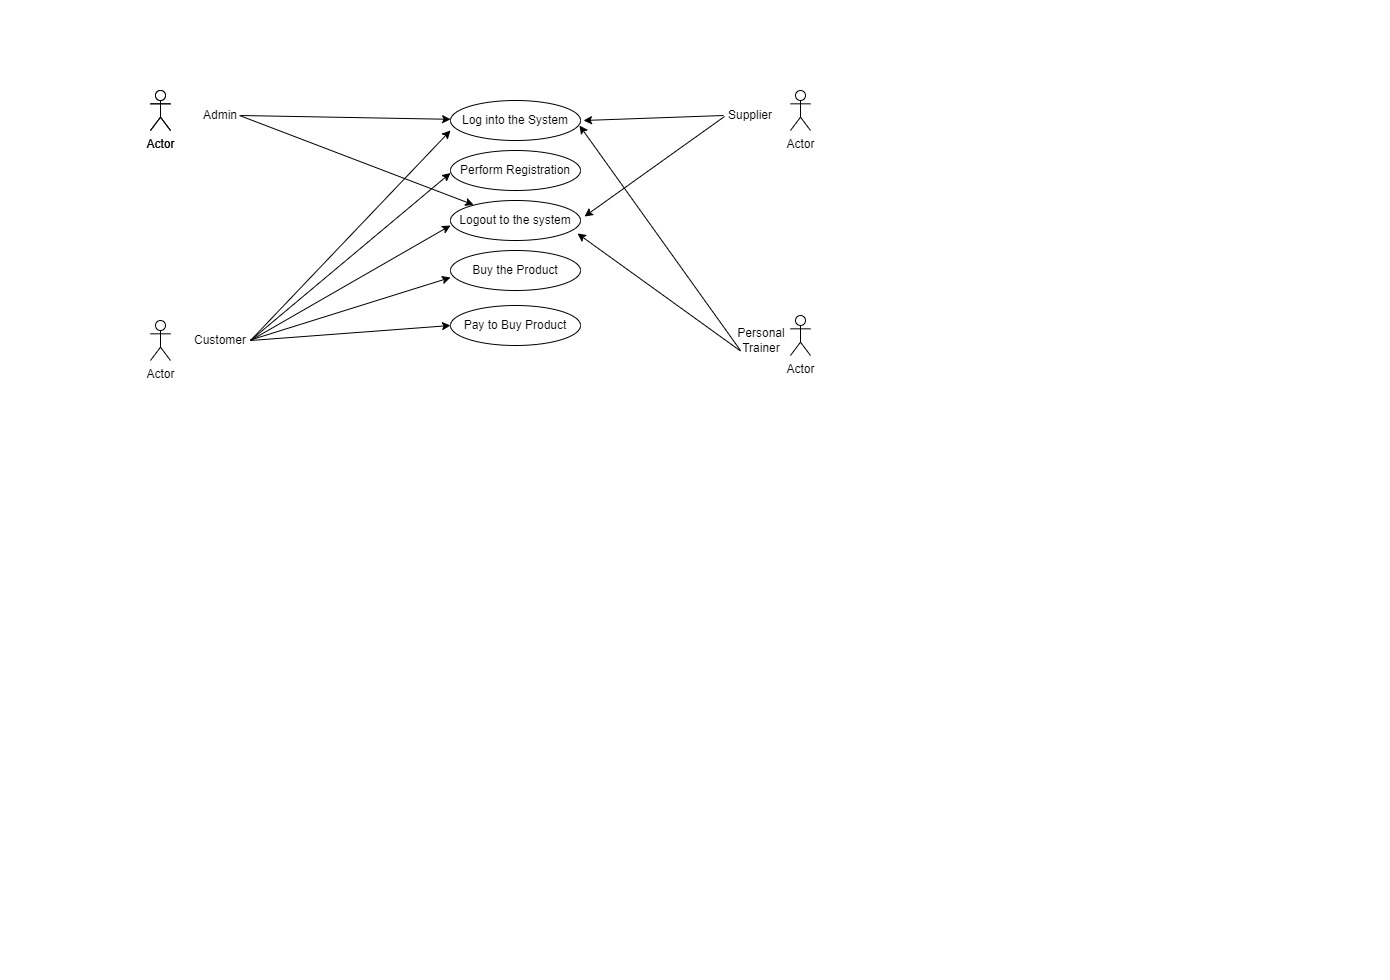 Admin
Actor
Log into the System
Supplier
Actor
Perform Registration
Logout to the system
Buy the Product
Pay to Buy Product
Customer
Actor
Personal
Trainer
Actor